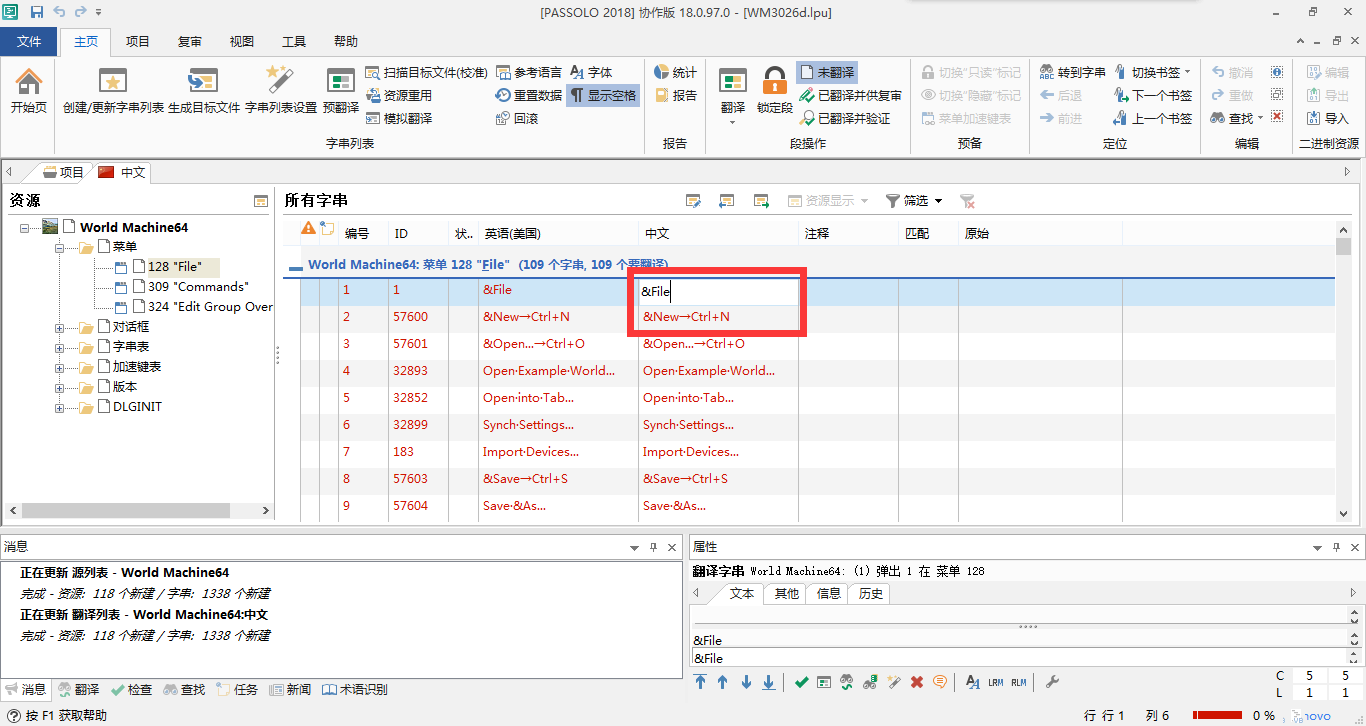 [PASSOLO 2018] 协作版 18.0.97.0 - [WM3026d.lpu]
文件 主页 项目 复审 视图 工具 帮助
开始页
创建/更新字串列表
生成目标文件
字串列表设置
预翻译
扫描目标文件(校准)
资源重用
模拟翻译
参考语言
重置数据
回滚
字体
显示空格
字串列表
统计
报告
报告
翻译
锁定段
未翻译
已翻译并供复审
已翻译并验证
段操作
切换“只读”标记
切换“隐藏”标记
菜单加速键表
预备
转到字串
后退
前进
切换书签
下一个书签
上一个书签
定位
撤消
重做
查找
编辑
编辑
导出
导入
二进制资源
项目 中文
资源
World Machine64
菜单
128 "File"
309 "Commands"
324 "Edit Group Over
对话框
字串表
加速键表
版本
DLGINIT
所有字串
资源显示 筛选
编号 ID 状.. 英语(美国) 中文 注释 匹配 原始
World Machine64: 菜单 128 "File" (109 个字串, 109 个要翻译)
1 1 &File &File
2 57600 &New→Ctrl+N &New→Ctrl+N
3 57601 &Open...→Ctrl+O &Open...→Ctrl+O
4 32893 Open·Example·World... Open·Example·World...
5 32852 Open·into·Tab... Open·into·Tab...
6 32899 Synch·Settings... Synch·Settings...
7 183 Import·Devices... Import·Devices...
8 57603 &Save→Ctrl+S &Save→Ctrl+S
9 57604 Save·&As... Save·&As...
消息
正在更新 源列表 - World Machine64
完成 - 资源: 118 个新建 / 字串: 1338 个新建
正在更新 翻译列表 - World Machine64:中文
完成 - 资源: 118 个新建 / 字串: 1338 个新建
消息 翻译 检查 查找 任务 新闻 术语识别
属性
翻译字串 World Machine64: (1) 弹出 1 在 菜单 128
文本 其他 信息 历史
&File
&File
LRM RLM
C 5 5
L 1 1
按 F1 获取帮助
行 行 1 列 6 0 %